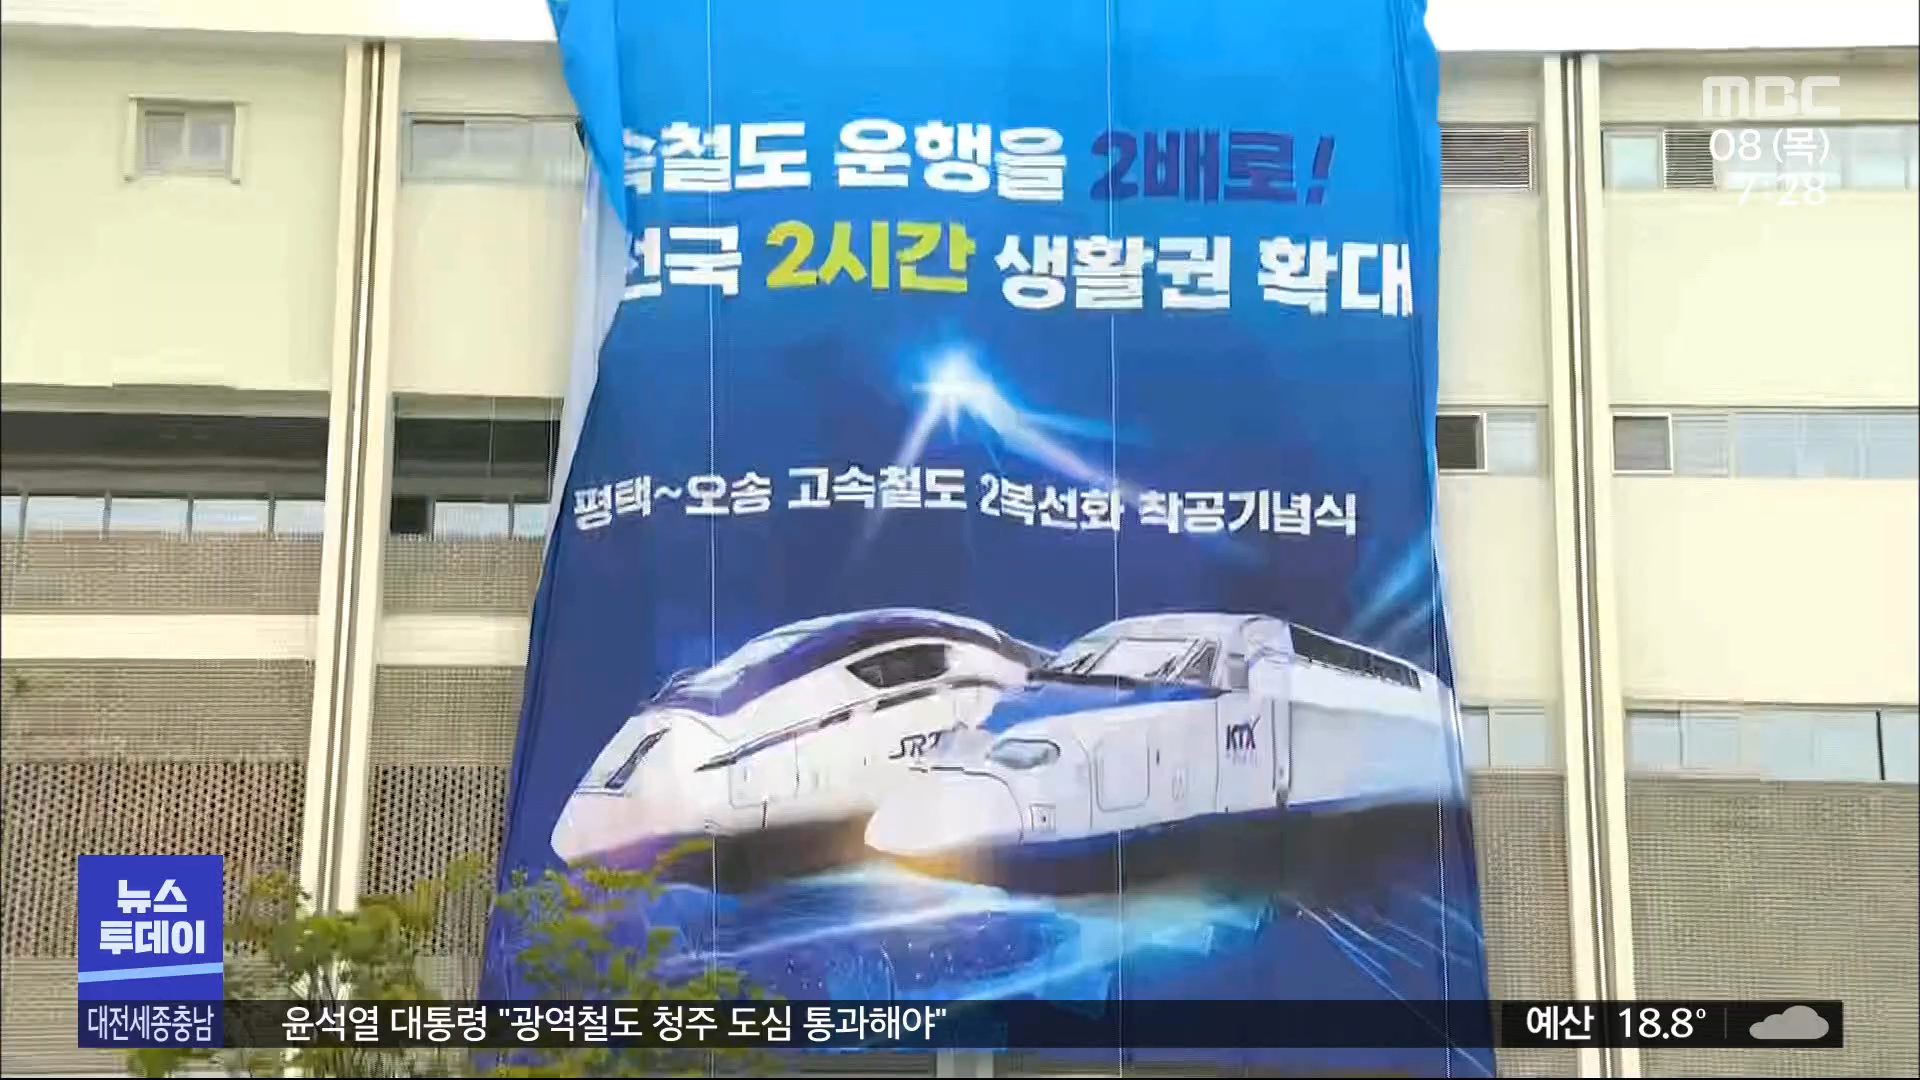 MBC
08 (목)
7:28
속철도 운행을 2배로!
전국 2시간 생활권 확대
평택~오송 고속철도 2복선화 착공기념식
SRT
KTX
뉴스
투데이
대전세종충남
윤석열 대통령 "광역철도 청주 도심 통과해야"
예산 18.8°